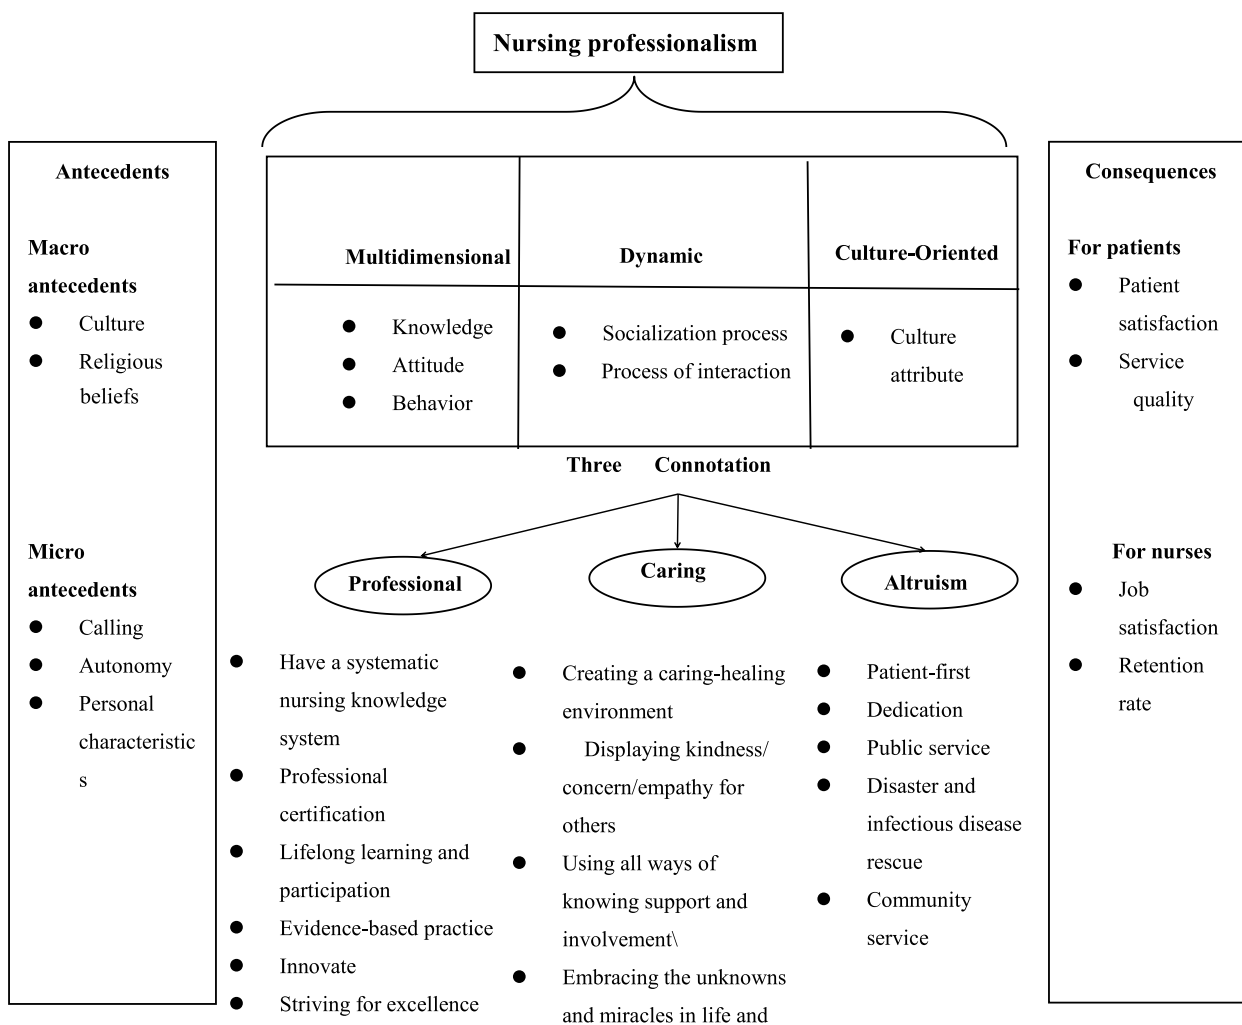 Nursing professionalism
Antecedents
Macro
antecedents
● Culture
● Religious
beliefs
Micro
antecedents
● Calling
● Autonomy
● Personal
characteristic
s
Multidimensional
● Knowledge
● Attitude
● Behavior
Dynamic
● Socialization process
● Process of interaction
Culture-Oriented
● Culture
attribute
Three Connotation
Professional
● Have a systematic
nursing knowledge
system
● Professional
certification
● Lifelong learning and
participation
● Evidence-based practice
● Innovate
● Striving for excellence
Caring
● Creating a caring-healing
environment
● Displaying kindness/
concern/empathy for
others
● Using all ways of
knowing support and
involvement\
● Embracing the unknowns
and miracles in life and
Altruism
● Patient-first
● Dedication
● Public service
● Disaster and
infectious disease
rescue
● Community
service
Consequences
For patients
● Patient
satisfaction
● Service
quality
For nurses
● Job
satisfaction
● Retention
rate